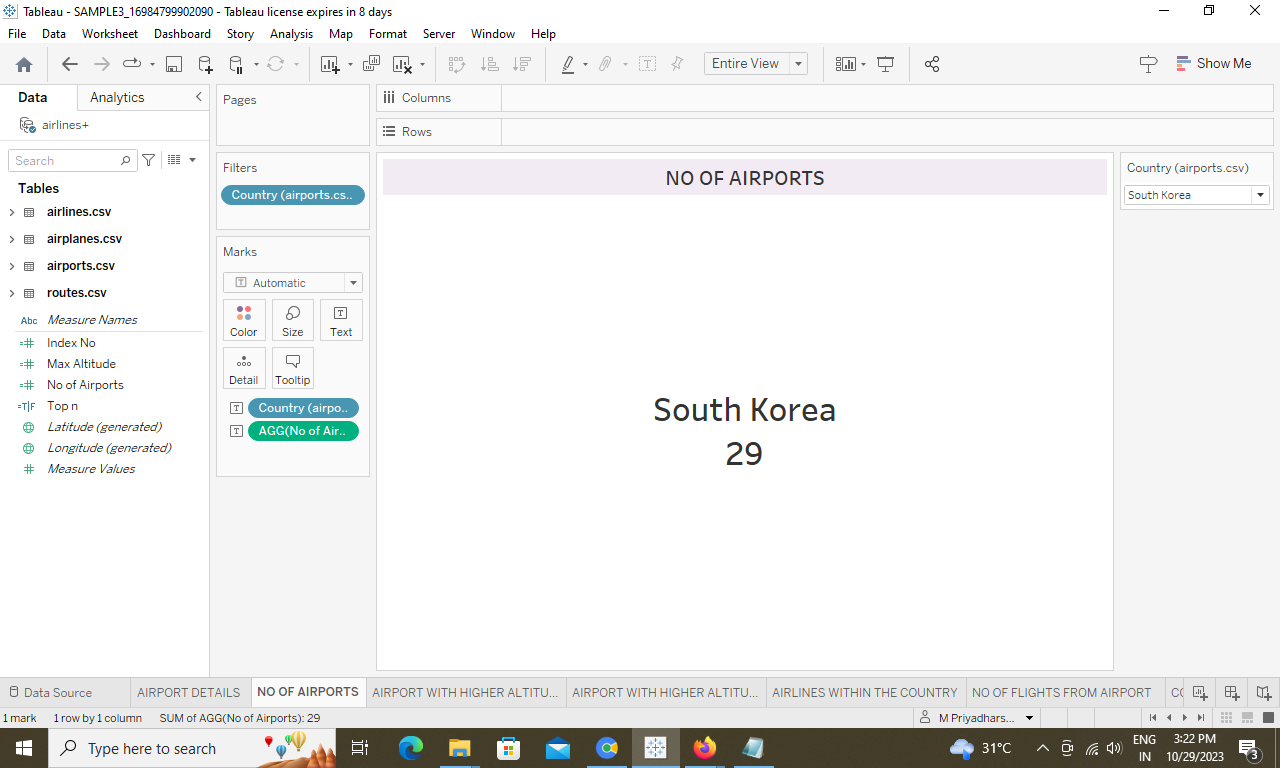 Tableau - SAMPLE3_16984799902090 - Tableau license expires in 8 days
File Data Worksheet Dashboard Story Analysis Map Format Server Window Help
Entire View
Show Me
Data Analytics
airlines+
Search
Tables
airlines.csv
airplanes.csv
airports.csv
routes.csv
Abc Measure Names
Index No
Max Altitude
No of Airports
T|F Top n
Latitude (generated)
Longitude (generated)
Measure Values
Pages
Filters
Country (airports.cs..
Marks
Automatic
Color Size Text
Detail Tooltip
Country (airpo..
AGG(No of Air..
Columns
Rows
NO OF AIRPORTS
South Korea
29
Country (airports.csv)
South Korea
Data Source AIRPORT DETAILS NO OF AIRPORTS AIRPORT WITH HIGHER ALTITU... AIRPORT WITH HIGHER ALTITU... AIRLINES WITHIN THE COUNTRY NO OF FLIGHTS FROM AIRPORT
1 mark 1 row by 1 column SUM of AGG(No of Airports): 29 M Priyadhars...
Type here to search
31°C
ENG
IN
3:22 PM
10/29/2023
3